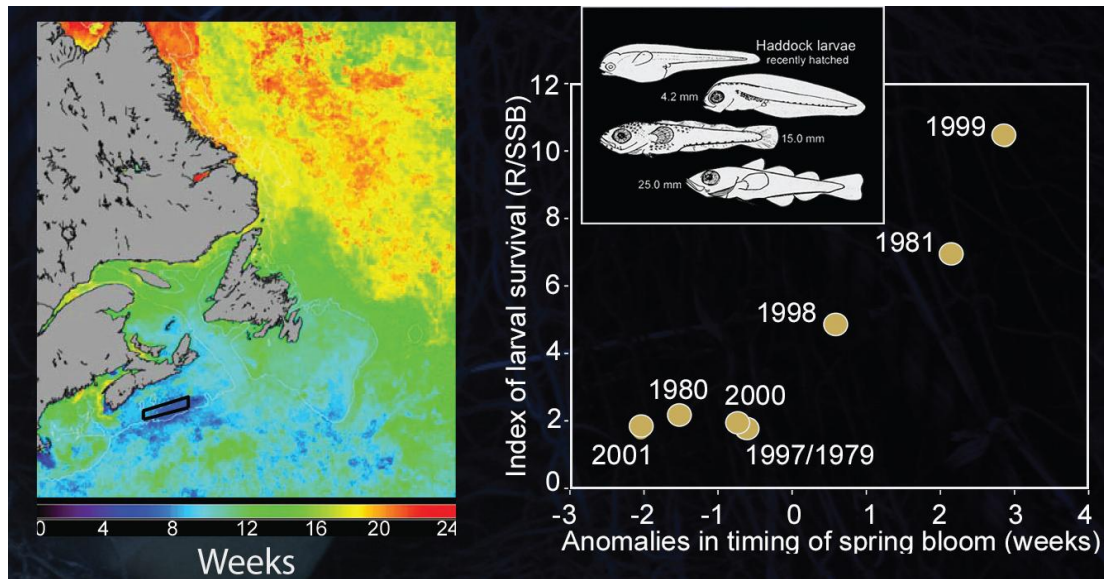 0 4 8 12 16 20 24
Weeks
Haddock larvae
recently hatched
4.2 mm
15.0 mm
25.0 mm
Index of larval survival (R/SSB)
12
10
8
6
4
2
0
1999
1981
1998
1980
2000
2001
1997/1979
-3 -2 -1 0 1 2 3 4
Anomalies in timing of spring bloom (weeks)